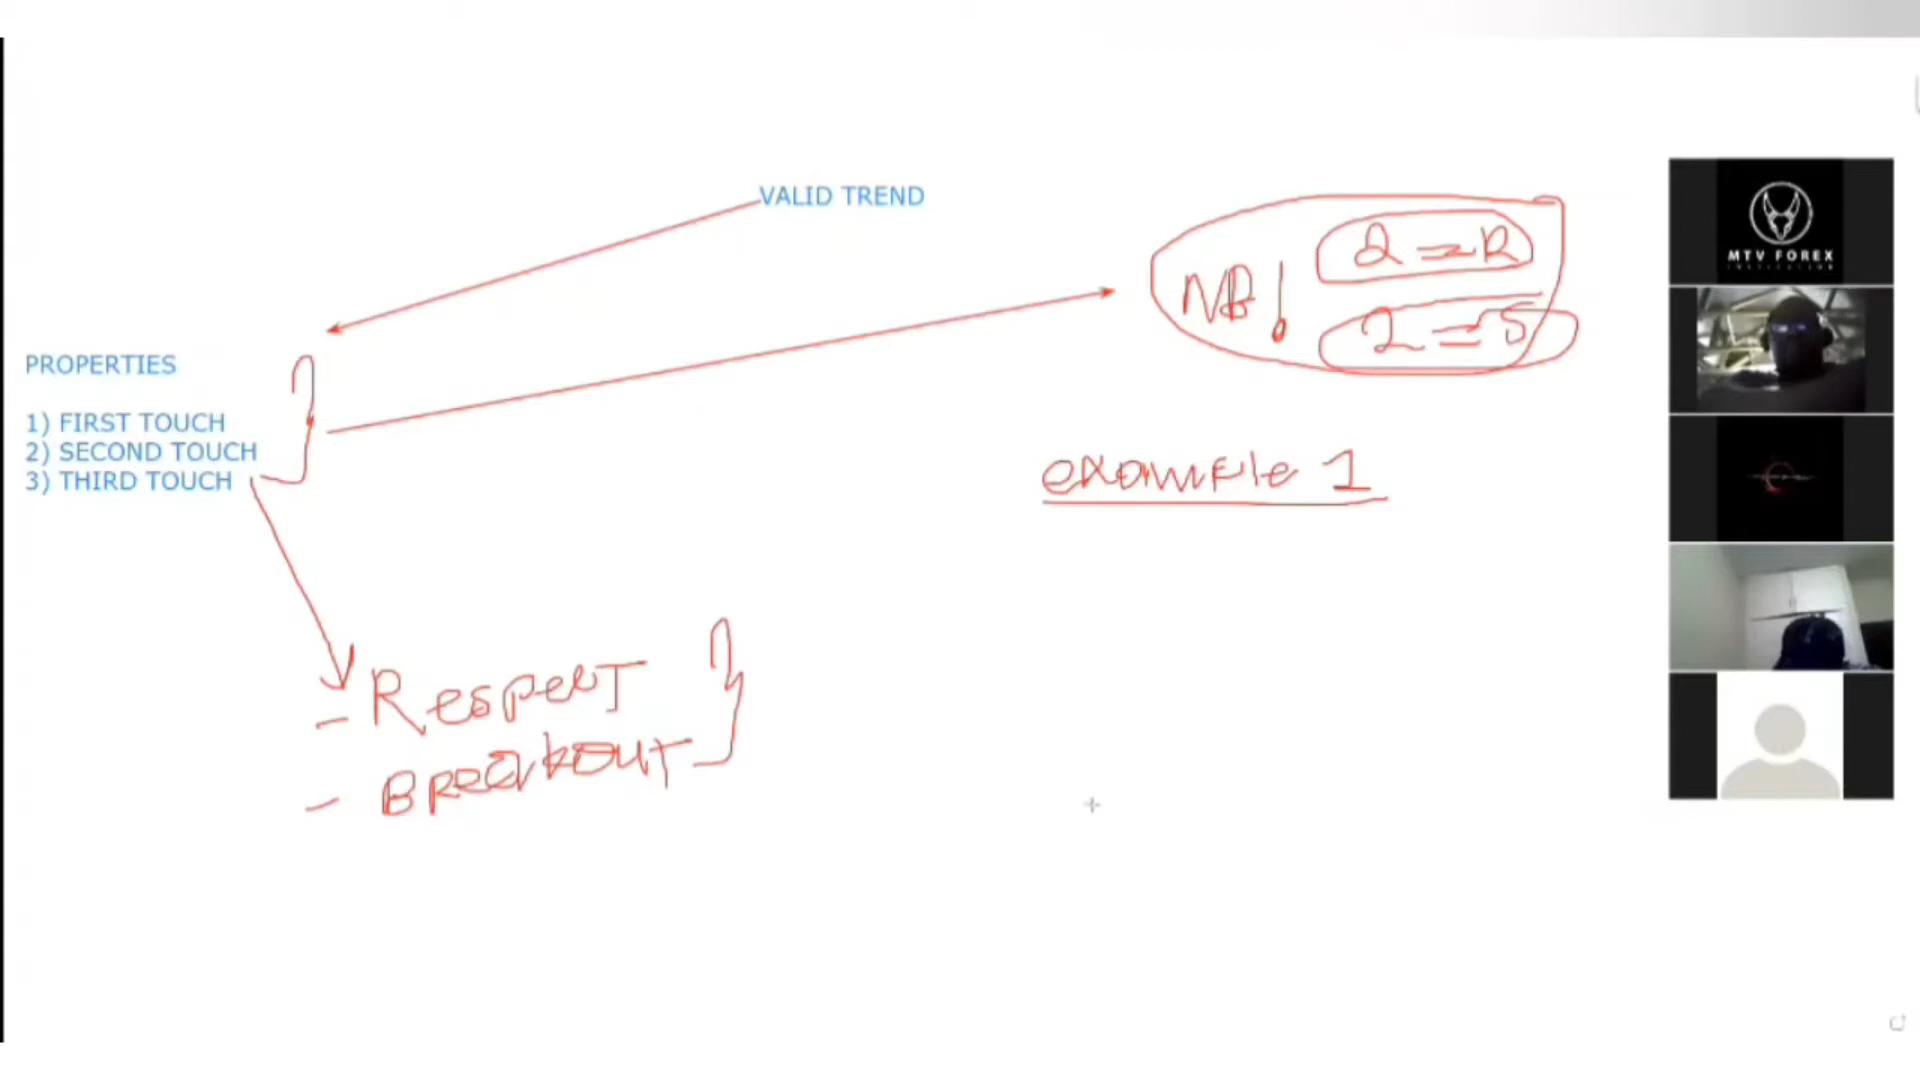 VALID TREND
PROPERTIES
1) FIRST TOUCH
2) SECOND TOUCH
3) THIRD TOUCH
NB!
2 = R
2 = S
example 1
- Respect
- Breakout
MTV FOREX
INSTITUTION